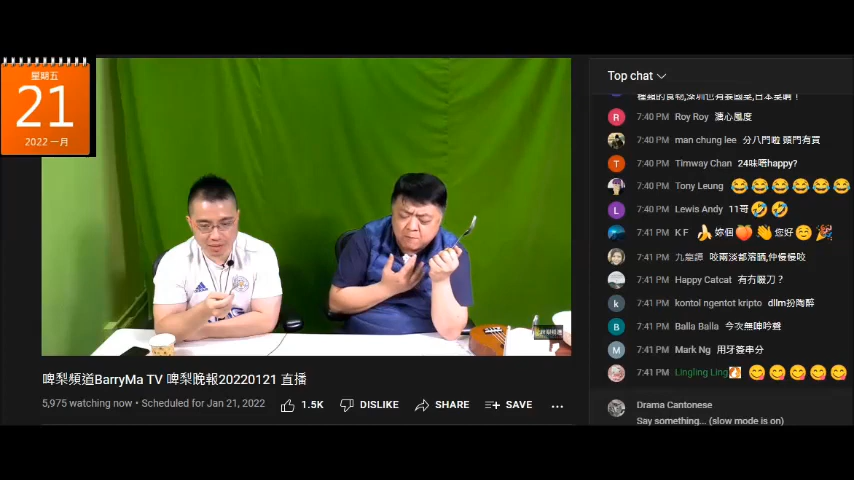 星期五
21
2022 一月
Top chat
7:40 PM Roy Roy 溏心風度
7:40 PM man chung lee 分八門啦 頭門有買
7:40 PM Timway Chan 24味唔happy?
7:40 PM Tony Leung 😂😂😂😂😂😂
7:40 PM Lewis Andy 11哥🤣🤣
7:41 PM K F 🍌妳個🍑👏您好☺️🎉
7:41 PM 九龍譚 咬兩淡都溶晒,仲慢慢咬
7:41 PM Happy Catcat 有冇啜刀？
7:41 PM kontol ngentot kripto dllm扮陶醉
7:41 PM Balla Balla 今次無呻吟聲
7:41 PM Mark Ng 用牙簽串分
7:41 PM Lingling Ling 😋😋😋😋😋
Drama Cantonese
Say something... (slow mode is on)
啤梨頻道BarryMa TV 啤梨晚報20220121 直播
5,975 watching now • Scheduled for Jan 21, 2022 1.5K DISLIKE SHARE SAVE ...